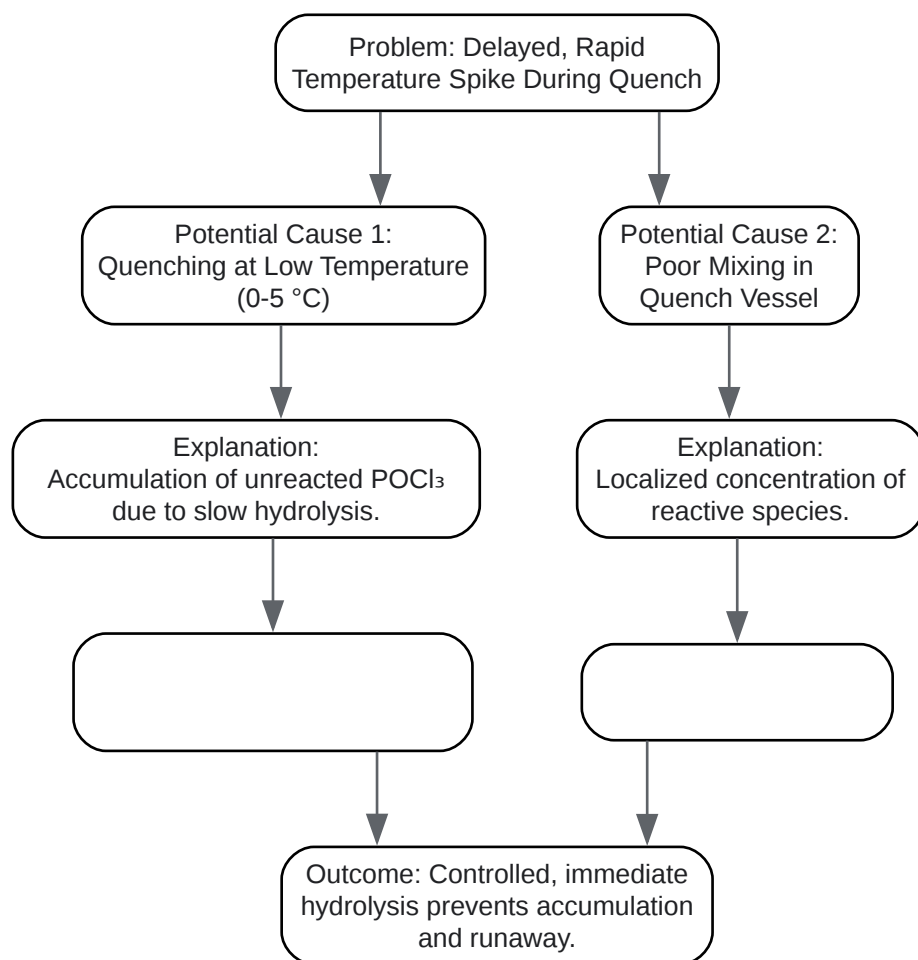 Problem: Delayed, Rapid
Temperature Spike During Quench
Potential Cause 1:
Quenching at Low Temperature
(0-5 °C)
Potential Cause 2:
Poor Mixing in
Quench Vessel
Explanation:
Accumulation of unreacted POCl₃
due to slow hydrolysis.
Explanation:
Localized concentration of
reactive species.
Outcome: Controlled, immediate
hydrolysis prevents accumulation
and runaway.